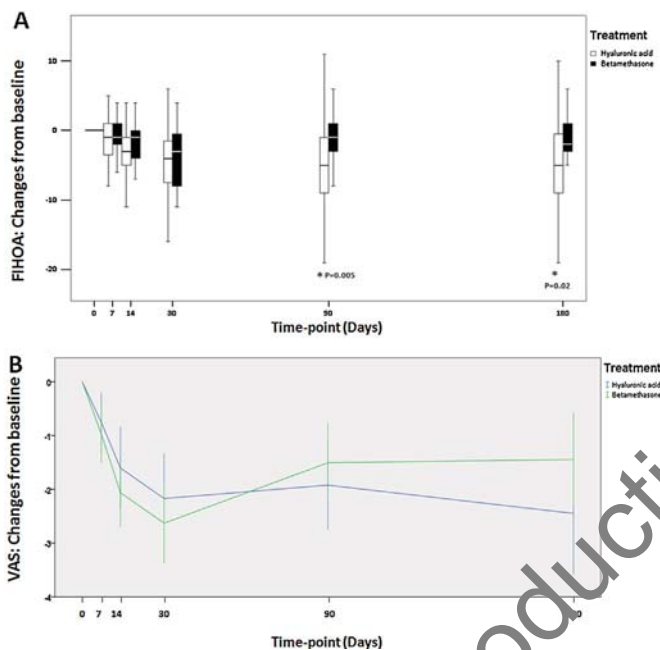 A
Treatment
Hyaluronic acid
Betamethasone
FIHOA: Changes from baseline
10
0
-10
-20
* P=0.005
*
P=0.02
0 7 14 30 90 180
Time-point (Days)
B
Treatment
Hyaluronic acid
Betamethasone
VAS: Changes from baseline
0
-1
-2
-3
-4
0 7 14 30 90
Time-point (Days)